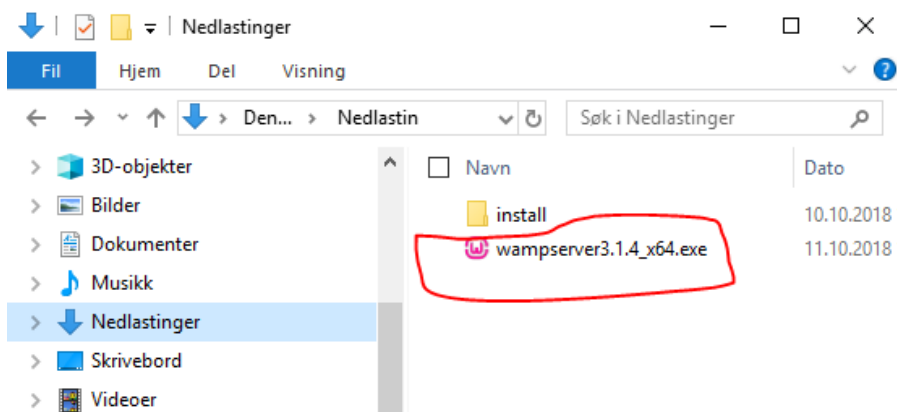 Nedlastinger
Fil Hjem Del Visning
Den... Nedlastin Søk i Nedlastinger
3D-objekter
Bilder
Dokumenter
Musikk
Nedlastinger
Skrivebord
Videoer
Navn Dato
install 10.10.2018
wampserver3.1.4_x64.exe 11.10.2018